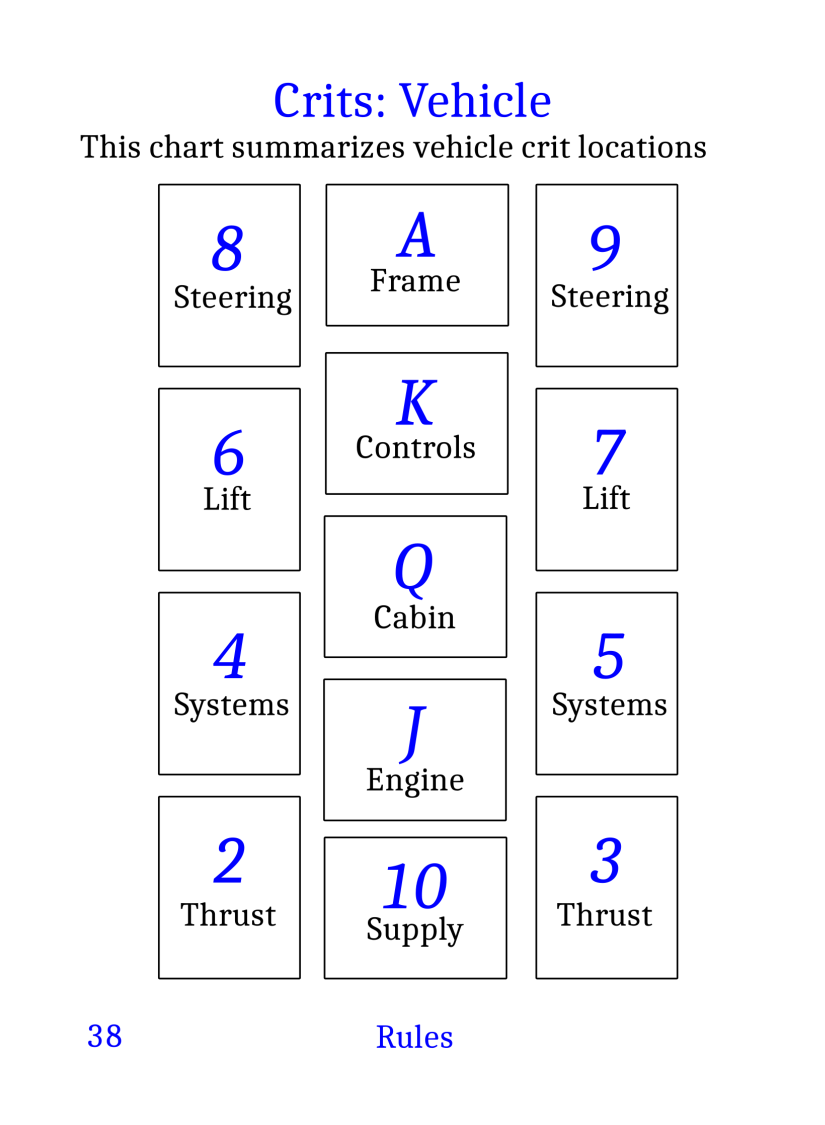 Crits: Vehicle
This chart summarizes vehicle crit locations
8
Steering
A
Frame
9
Steering
K
Controls
6
Lift
7
Lift
Q
Cabin
4
Systems
5
Systems
J
Engine
2
Thrust
10
Supply
3
Thrust
38
Rules